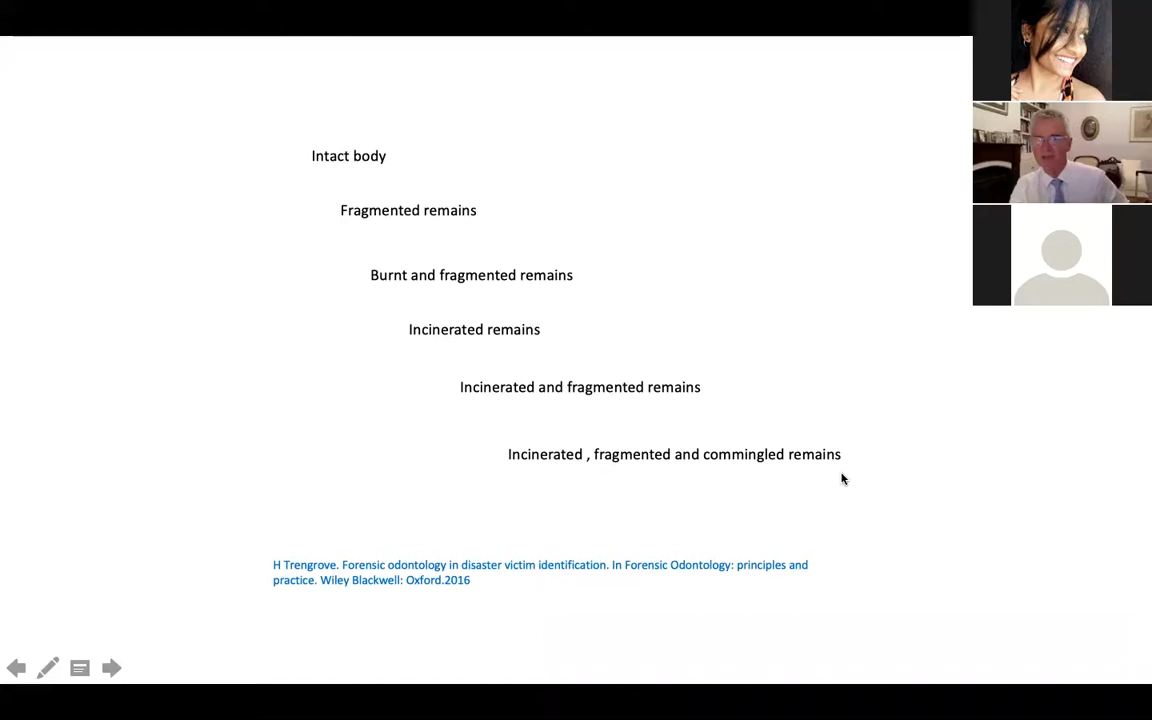 Intact body
Fragmented remains
Burnt and fragmented remains
Incinerated remains
Incinerated and fragmented remains
Incinerated , fragmented and commingled remains
H Trengrove. Forensic odontology in disaster victim identification. In Forensic Odontology: principles and
practice. Wiley Blackwell: Oxford.2016